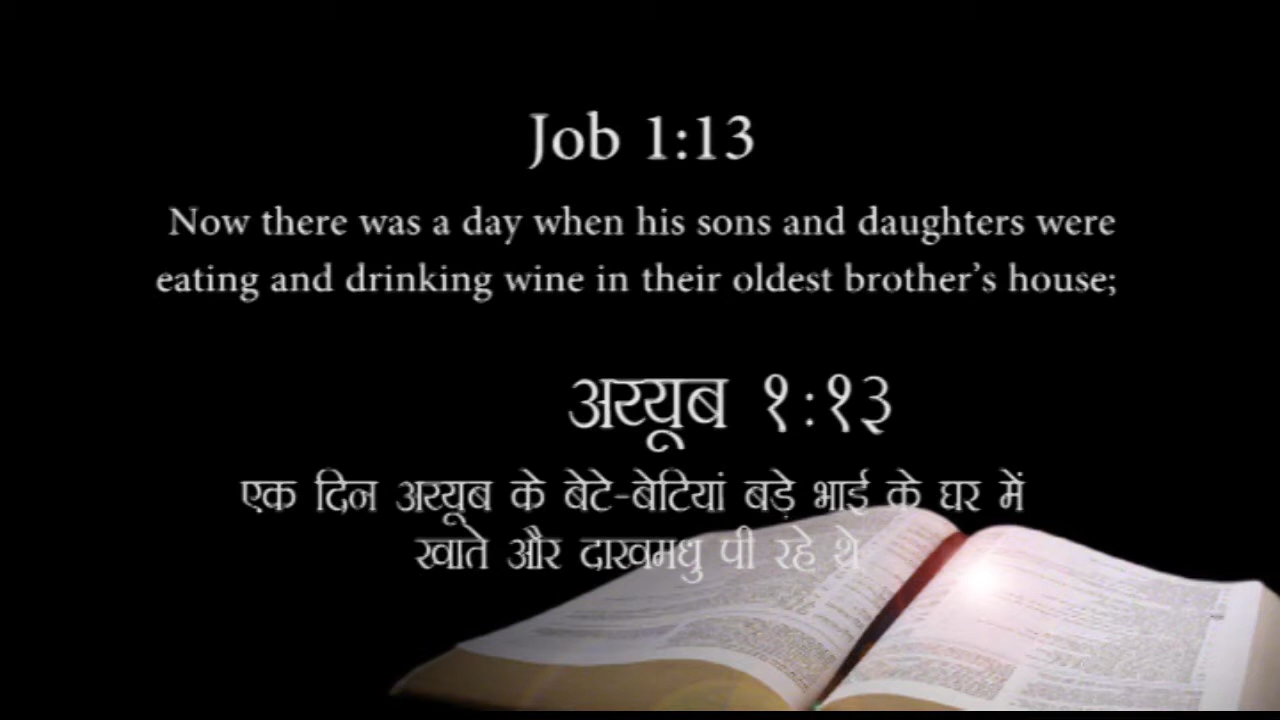 Job 1:13
Now there was a day when his sons and daughters were
eating and drinking wine in their oldest brother’s house;
अय्यूब १:१३
एक दिन अय्यूब के बेटे-बेटियां बड़े भाई के घर में
खाते और दाखमधु पी रहे थे